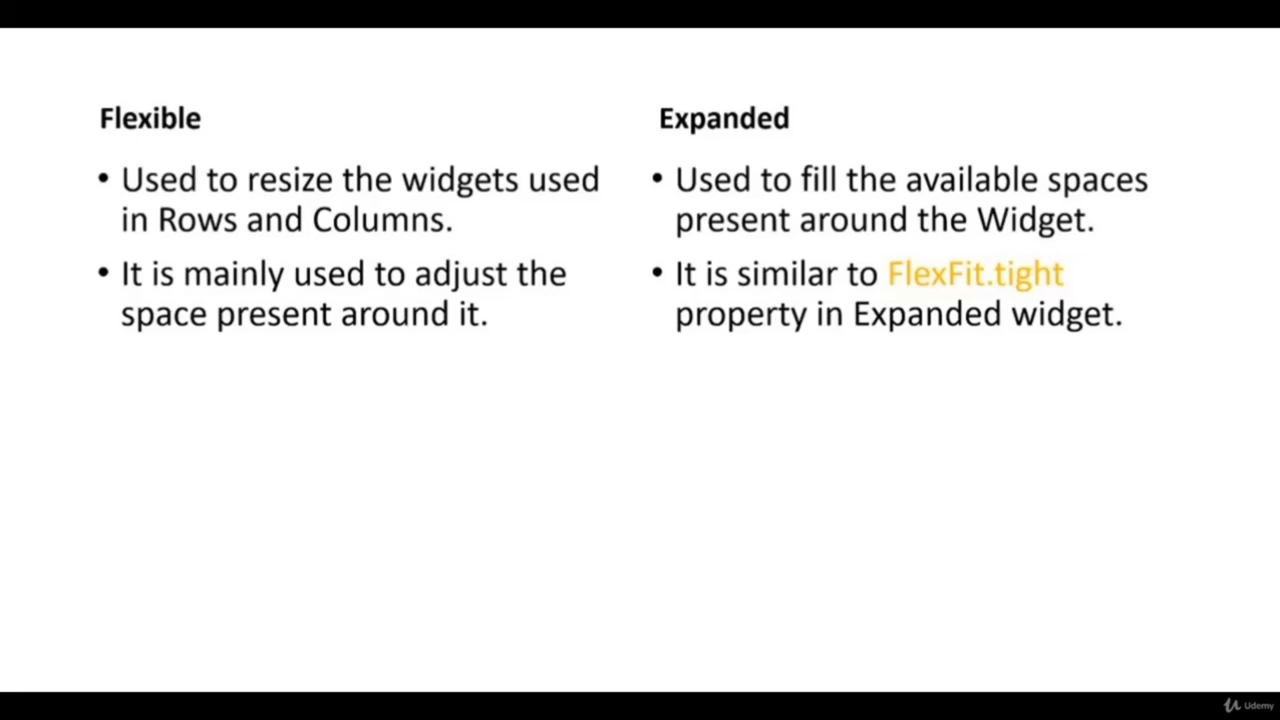 Flexible
• Used to resize the widgets used
in Rows and Columns.
• It is mainly used to adjust the
space present around it.
Expanded
• Used to fill the available spaces
present around the Widget.
• It is similar to FlexFit.tight
property in Expanded widget.
Udemy